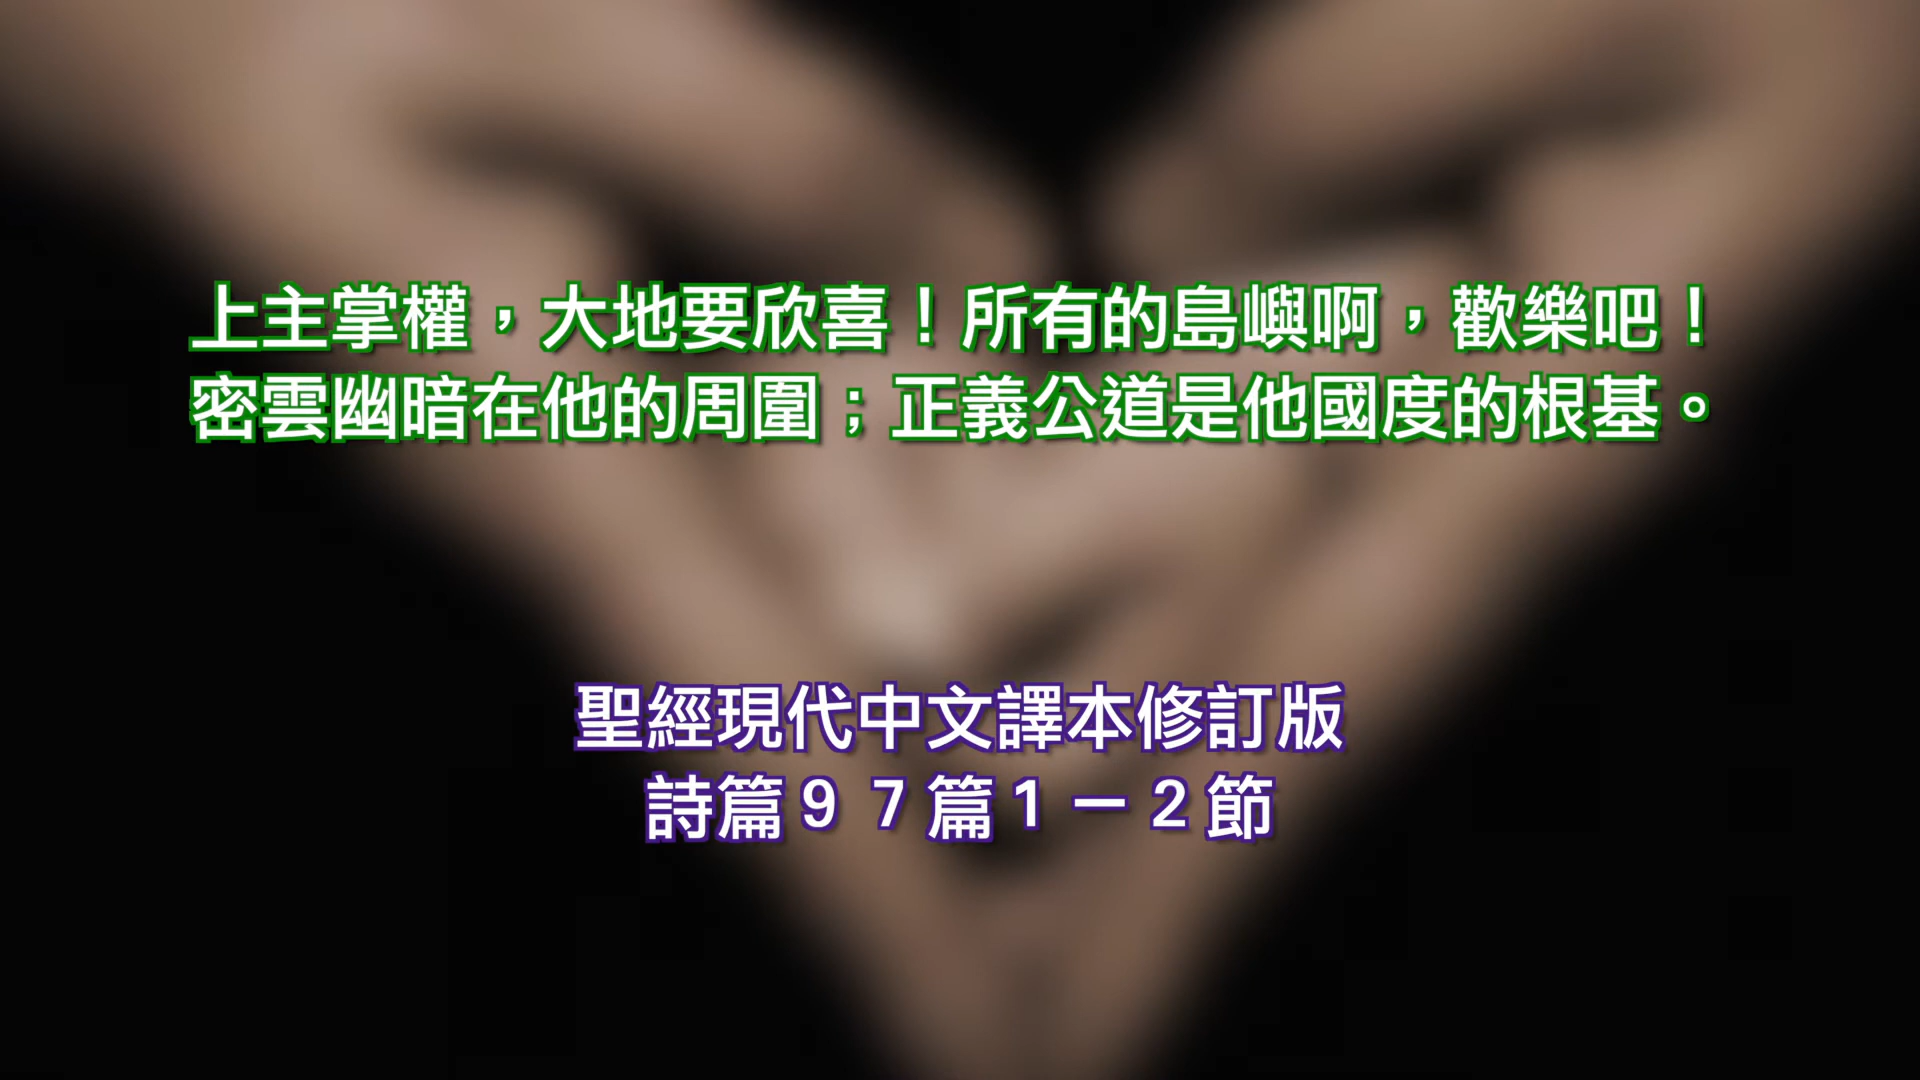 上主掌權，大地要欣喜！所有的島嶼啊，歡樂吧！
密雲幽暗在他的周圍；正義公道是他國度的根基。
聖經現代中文譯本修訂版
詩篇９７篇１－２節